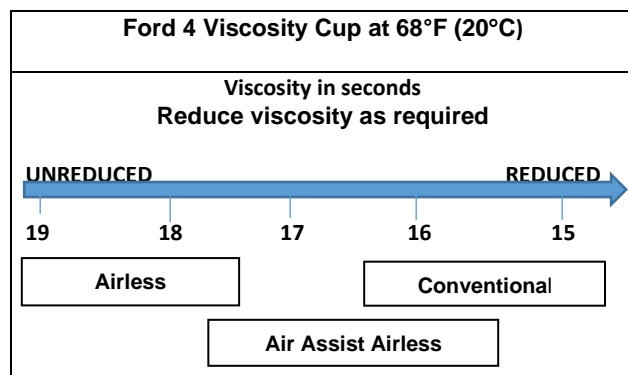 Ford 4 Viscosity Cup at 68°F (20°C)
Viscosity in seconds
Reduce viscosity as required
UNREDUCED REDUCED
19 18 17 16 15
Airless Conventional
Air Assist Airless